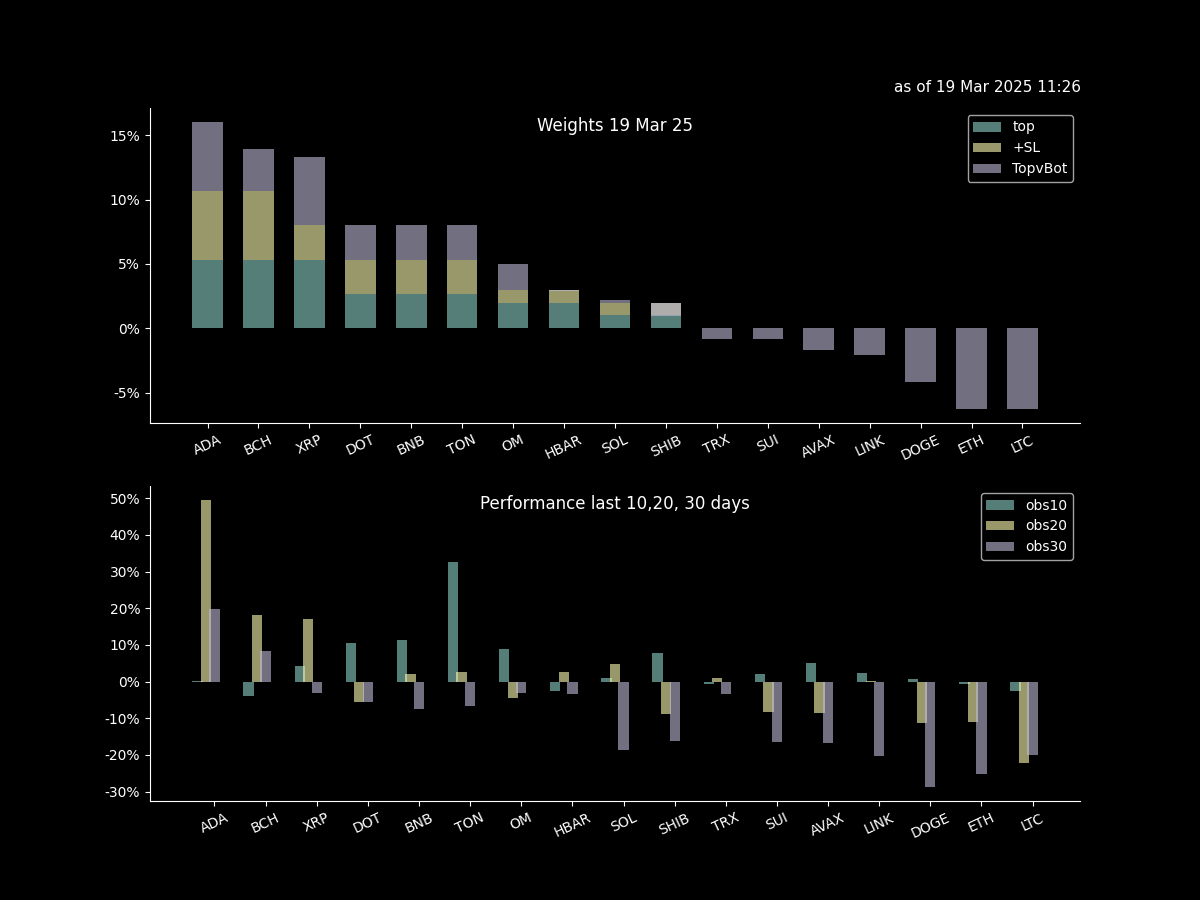 as of 19 Mar 2025 11:26
Weights 19 Mar 25
top
+SL
TopvBot
15%
10%
5%
0%
-5%
ADA BCH XRP DOT BNB TON OM HBAR SOL SHIB TRX SUI AVAX LINK DOGE ETH LTC
Performance last 10,20, 30 days
obs10
obs20
obs30
50%
40%
30%
20%
10%
0%
-10%
-20%
-30%
ADA BCH XRP DOT BNB TON OM HBAR SOL SHIB TRX SUI AVAX LINK DOGE ETH LTC